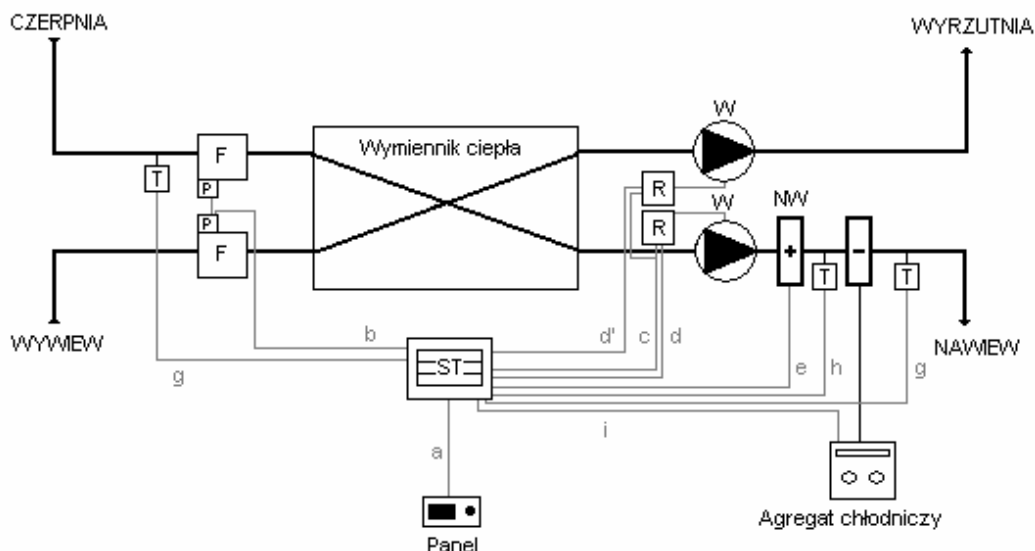 CZERPNIA
WYRZUTNIA
W
F
Wymiennik ciepła
T
P
R
W
NW
P
R
F
+
T
-
T
WYWIEW
b
d'
c
d
NAWIEW
g
ST
e
h
g
a
i
Agregat chłodniczy
Panel